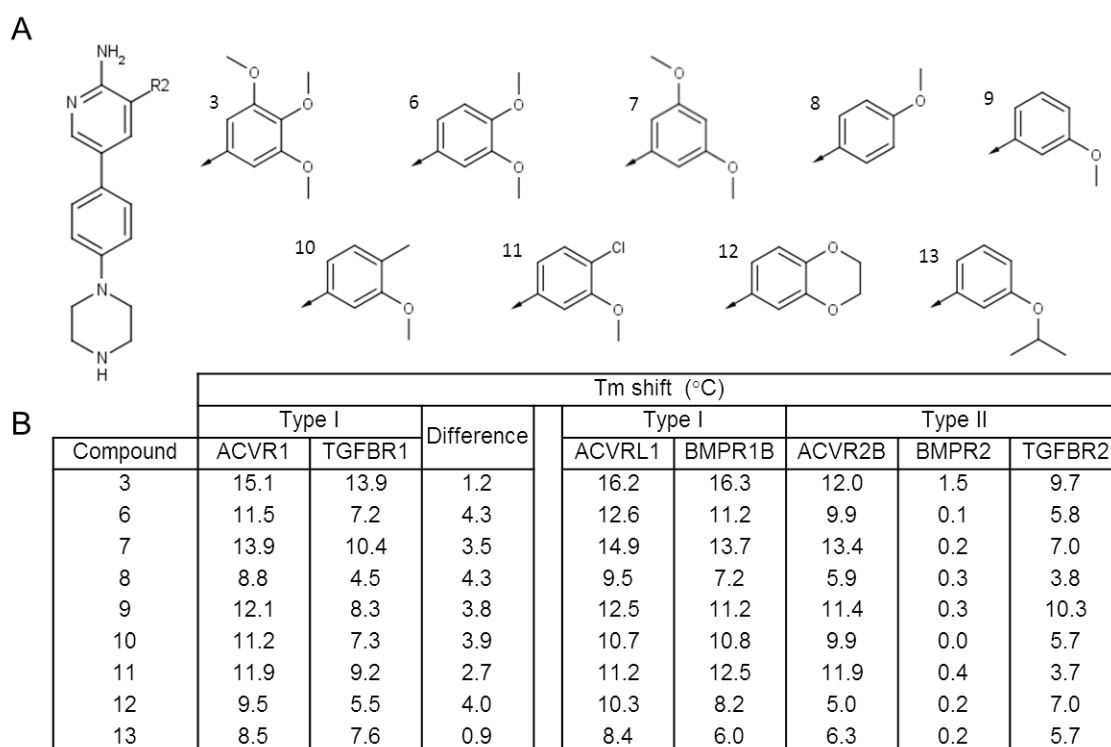 A
NH2
R2
N
N
N
H
3
O
O
O
6
O
O
7
O
O
8
O
9
O
10
O
11
Cl
O
12
O
O
13
O
B
Tm shift (°C)
Type I Difference Type I Type II
Compound ACVR1 TGFBR1 ACVRL1 BMPR1B ACVR2B BMPR2 TGFBR2
3 15.1 13.9 1.2 16.2 16.3 12.0 1.5 9.7
6 11.5 7.2 4.3 12.6 11.2 9.9 0.1 5.8
7 13.9 10.4 3.5 14.9 13.7 13.4 0.2 7.0
8 8.8 4.5 4.3 9.5 7.2 5.9 0.3 3.8
9 12.1 8.3 3.8 12.5 11.2 11.4 0.3 10.3
10 11.2 7.3 3.9 10.7 10.8 9.9 0.0 5.7
11 11.9 9.2 2.7 11.2 12.5 11.9 0.4 3.7
12 9.5 5.5 4.0 10.3 8.2 5.0 0.2 7.0
13 8.5 7.6 0.9 8.4 6.0 6.3 0.2 5.7